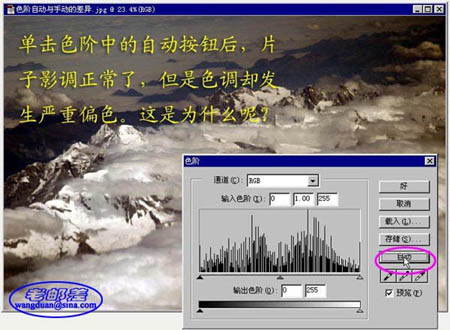 色阶自动与手动的差异.jpg @ 23.4%(RGB)
单击色阶中的自动按钮后，片
子影调正常了，但是色调却发
生严重偏色。这是为什么呢?
色阶
通道(C): RGB
好
输入色阶(I): 0 1.00 255
取消
载入(L)...
存储(S)...
自动
输出色阶(O): 0 255
预览(P)
老邮差
wangduan@sina.com